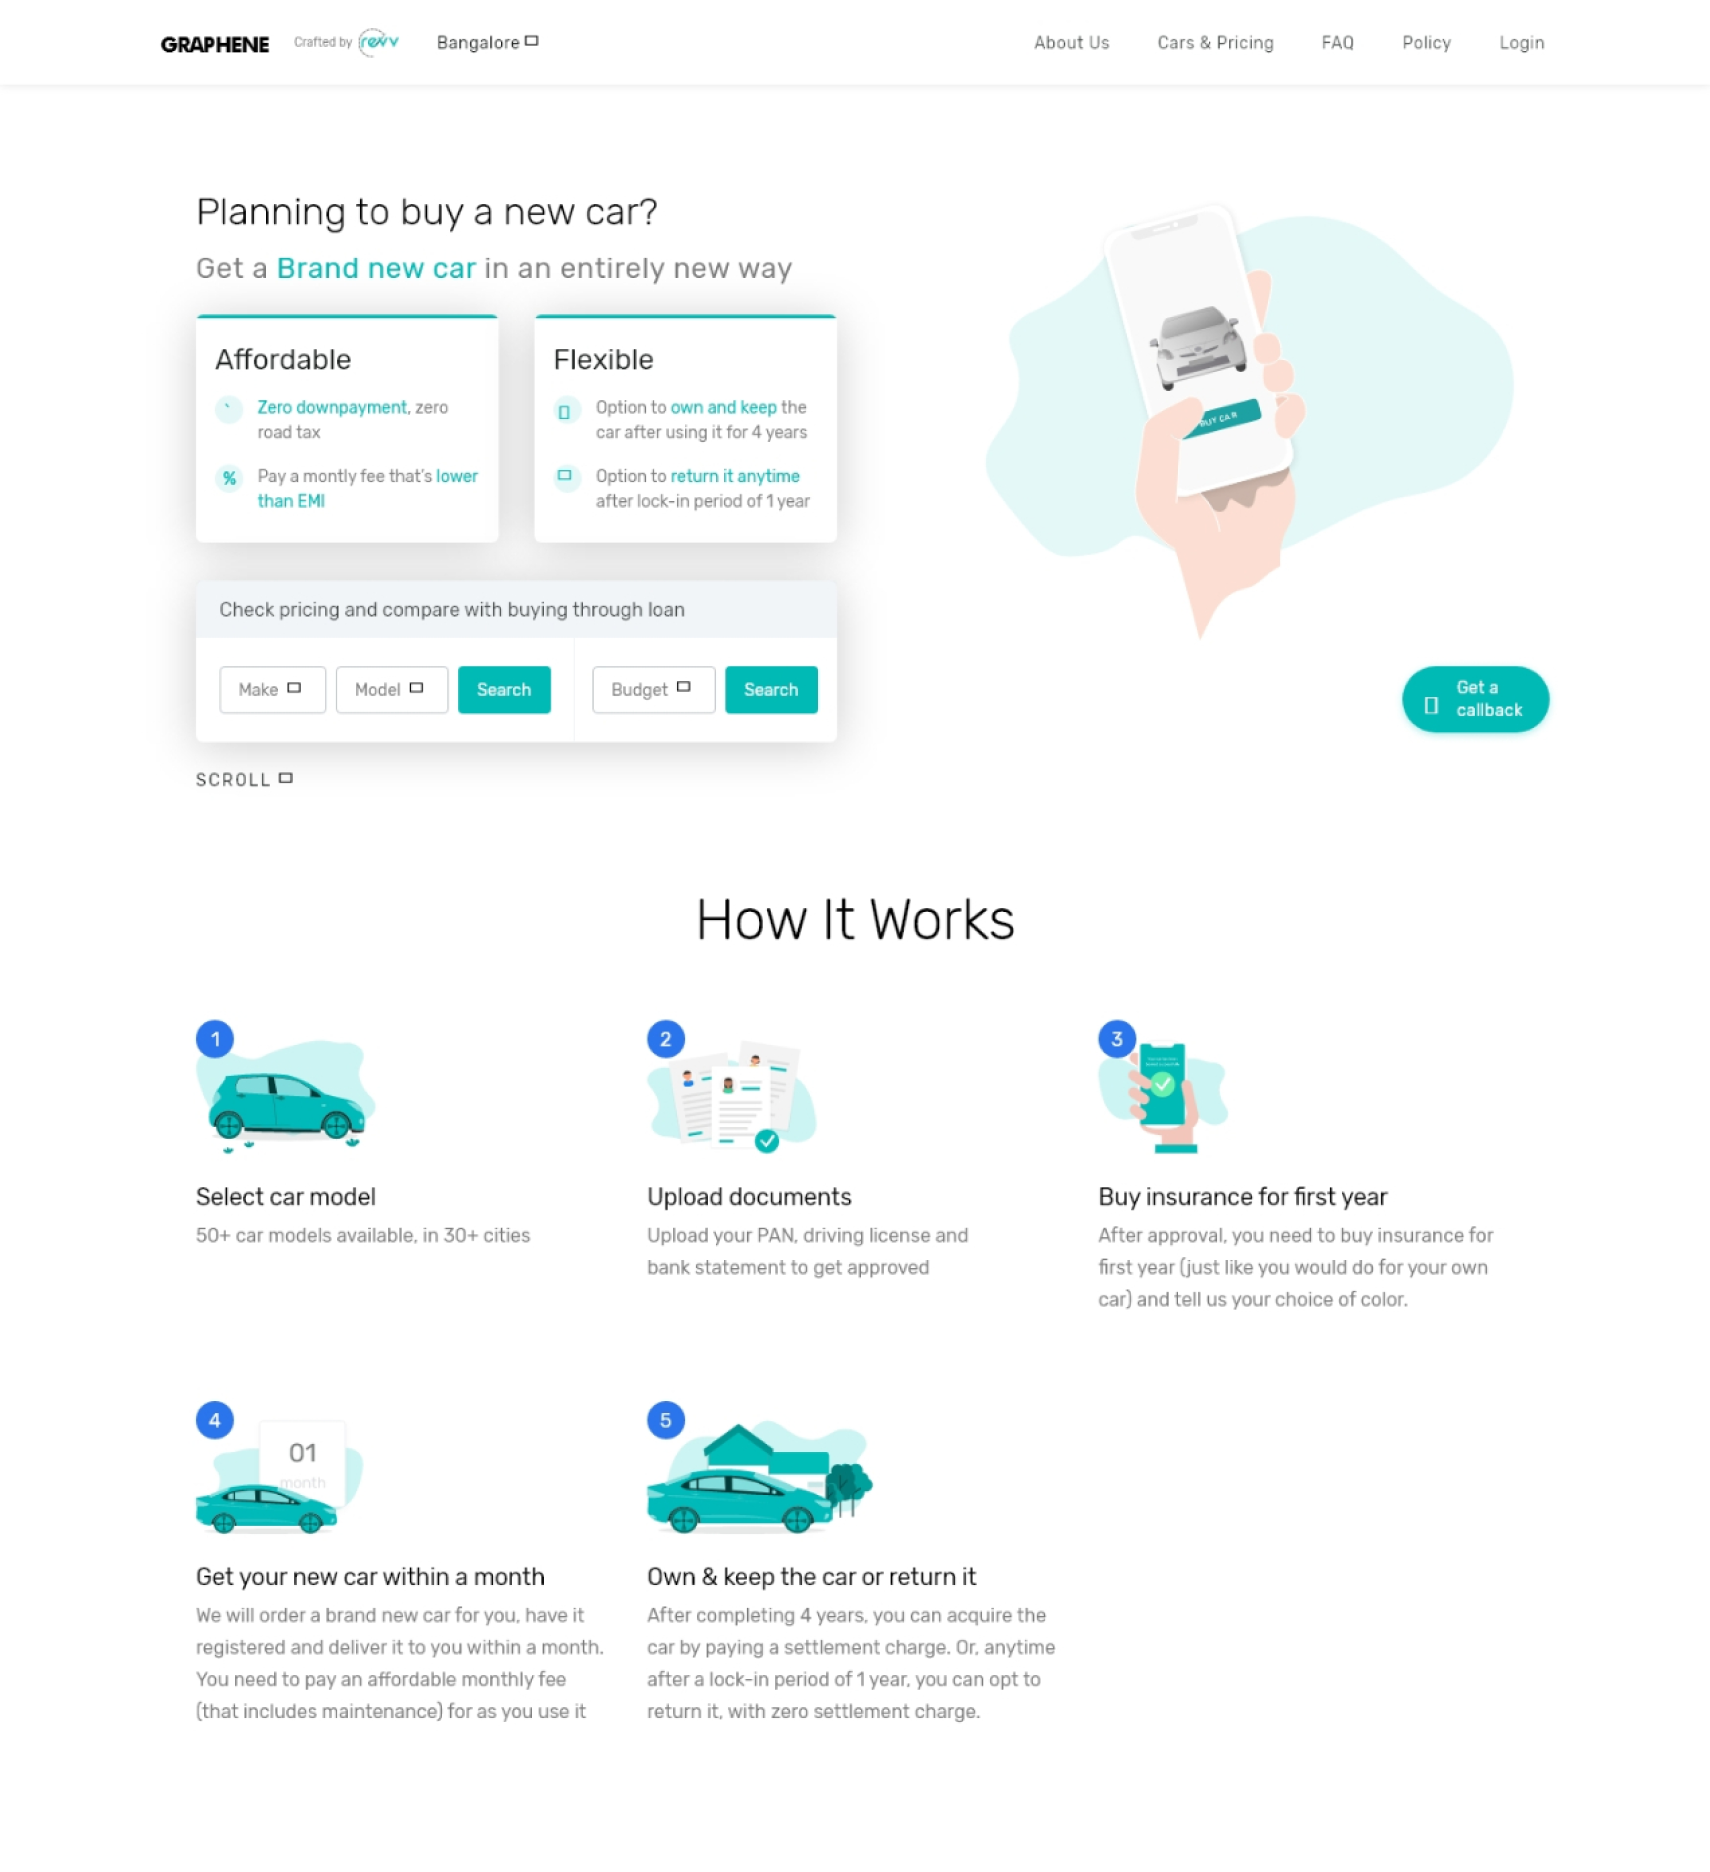 GRAPHENE
Crafted by revv
Bangalore
About Us
Cars & Pricing
FAQ
Policy
Login
Planning to buy a new car?
Get a Brand new car in an entirely new way
Affordable
Zero downpayment, zero
road tax
% Pay a montly fee that's lower
than EMI
Flexible
Option to own and keep the
car after using it for 4 years
Option to return it anytime
after lock-in period of 1 year
BUY CAR
Check pricing and compare with buying through loan
Make
Model
Search
Budget
Search
Get a
callback
SCROLL
How It Works
1
Select car model
50+ car models available, in 30+ cities
2
Upload documents
Upload your PAN, driving license and
bank statement to get approved
3
Buy insurance for first year
After approval, you need to buy insurance for
first year (just like you would do for your own
car) and tell us your choice of color.
4
01
month
Get your new car within a month
We will order a brand new car for you, have it
registered and deliver it to you within a month.
You need to pay an affordable monthly fee
(that includes maintenance) for as you use it
5
Own & keep the car or return it
After completing 4 years, you can acquire the
car by paying a settlement charge. Or, anytime
after a lock-in period of 1 year, you can opt to
return it, with zero settlement charge.